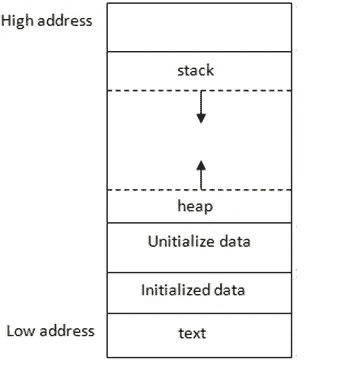 High address
stack
heap
Unitialize data
Initialized data
Low address
text